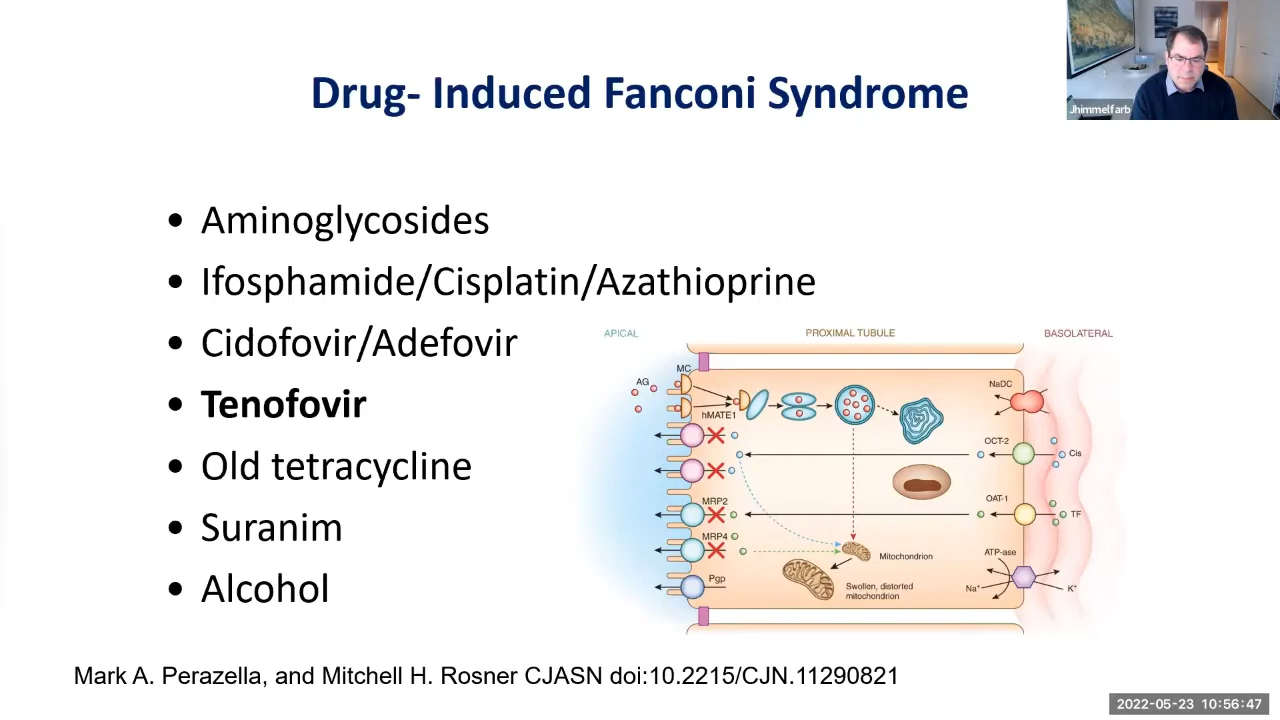 Drug- Induced Fanconi Syndrome
Jhimmelfarb
• Aminoglycosides
• Ifosphamide/Cisplatin/Azathioprine
• Cidofovir/Adefovir
• Tenofovir
• Old tetracycline
• Suranim
• Alcohol
APICAL
PROXIMAL TUBULE
BASOLATERAL
MC
AG
hMATE1
NaDC
OCT-2
Cis
MRP2
OAT-1
TF
MRP4
Mitochondrion
ATP-ase
Pgp
Swollen, distorted
mitochondrion
Na⁺
K⁺
Mark A. Perazella, and Mitchell H. Rosner CJASN doi:10.2215/CJN.11290821
2022-05-23 10:56:47